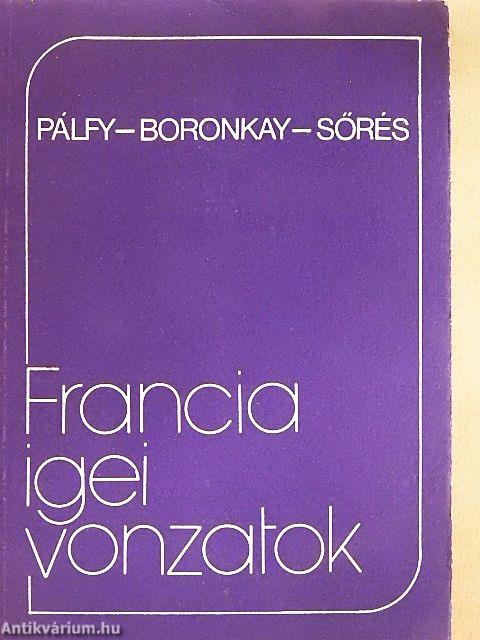 PÁLFY–BORONKAY–SŐRÉS
Francia
igei
vonzatok
Antikvárium.hu